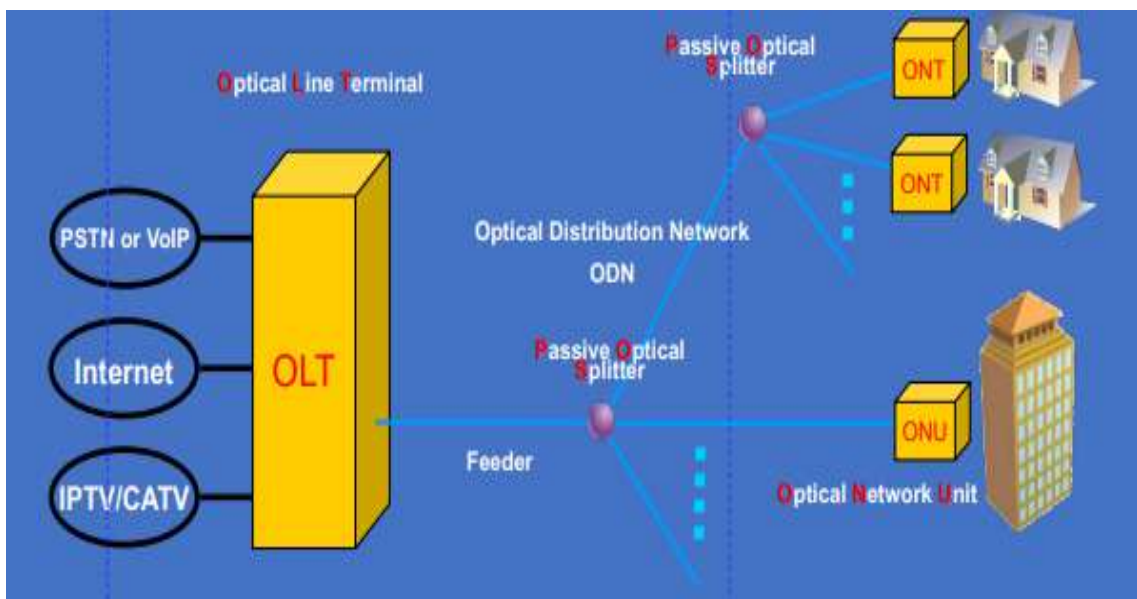 Passive Optical
Splitter
ONT
Optical Line Terminal
ONT
PSTN or VoIP
Optical Distribution Network
ODN
Passive Optical
Splitter
Internet
OLT
ONU
Feeder
IPTV/CATV
Optical Network Unit